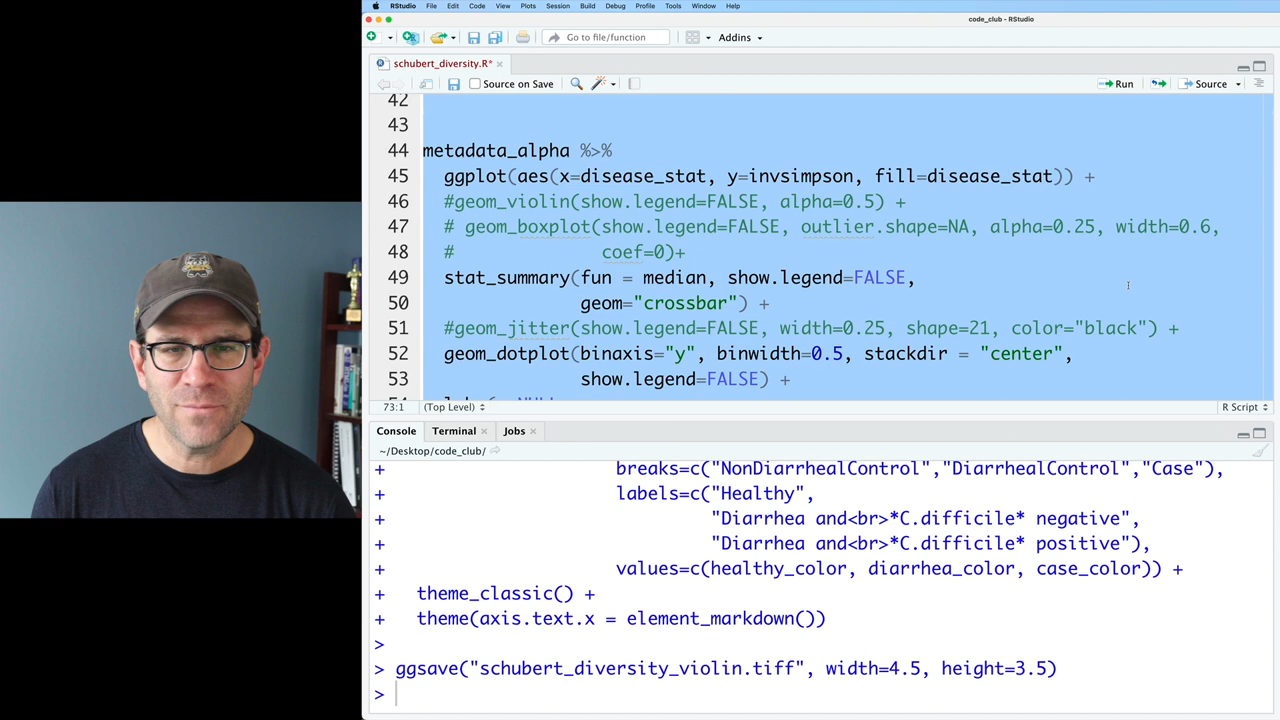 RStudio File Edit Code View Plots Session Build Debug Profile Tools Window Help
code_club - RStudio
Go to file/function Addins
schubert_diversity.R*
Source on Save Run Source
42
43
44 metadata_alpha %>%
45 ggplot(aes(x=disease_stat, y=invsimpson, fill=disease_stat)) +
46 #geom_violin(show.legend=FALSE, alpha=0.5) +
47 # geom_boxplot(show.legend=FALSE, outlier.shape=NA, alpha=0.25, width=0.6,
48 # coef=0)+
49 stat_summary(fun = median, show.legend=FALSE,
50 geom="crossbar") +
51 #geom_jitter(show.legend=FALSE, width=0.25, shape=21, color="black") +
52 geom_dotplot(binaxis="y", binwidth=0.5, stackdir = "center",
53 show.legend=FALSE) +
73:1 (Top Level) R Script
Console Terminal Jobs
~/Desktop/code_club/
+ breaks=c("NonDiarrhealControl","DiarrhealControl","Case"),
+ labels=c("Healthy",
+ "Diarrhea and<br>*C.difficile* negative",
+ "Diarrhea and<br>*C.difficile* positive"),
+ values=c(healthy_color, diarrhea_color, case_color)) +
+ theme_classic() +
+ theme(axis.text.x = element_markdown())
>
> ggsave("schubert_diversity_violin.tiff", width=4.5, height=3.5)
>